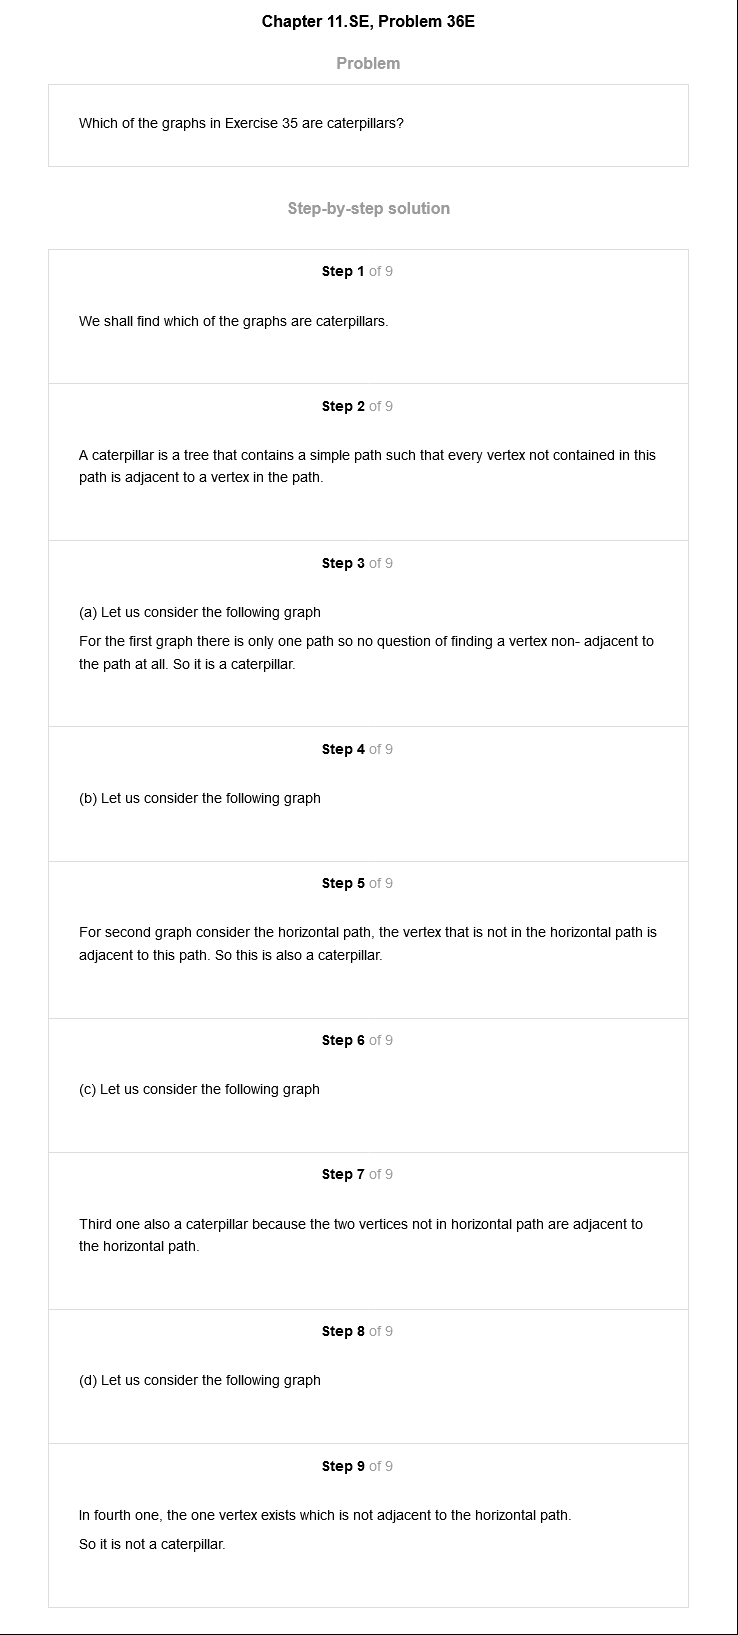 Chapter 11.SE, Problem 36E
Problem
Which of the graphs in Exercise 35 are caterpillars?
Step-by-step solution
Step 1 of 9
We shall find which of the graphs are caterpillars.
Step 2 of 9
A caterpillar is a tree that contains a simple path such that every vertex not contained in this
path is adjacent to a vertex in the path.
Step 3 of 9
(a) Let us consider the following graph
For the first graph there is only one path so no question of finding a vertex non- adjacent to
the path at all. So it is a caterpillar.
Step 4 of 9
(b) Let us consider the following graph
Step 5 of 9
For second graph consider the horizontal path, the vertex that is not in the horizontal path is
adjacent to this path. So this is also a caterpillar.
Step 6 of 9
(c) Let us consider the following graph
Step 7 of 9
Third one also a caterpillar because the two vertices not in horizontal path are adjacent to
the horizontal path.
Step 8 of 9
(d) Let us consider the following graph
Step 9 of 9
In fourth one, the one vertex exists which is not adjacent to the horizontal path.
So it is not a caterpillar.